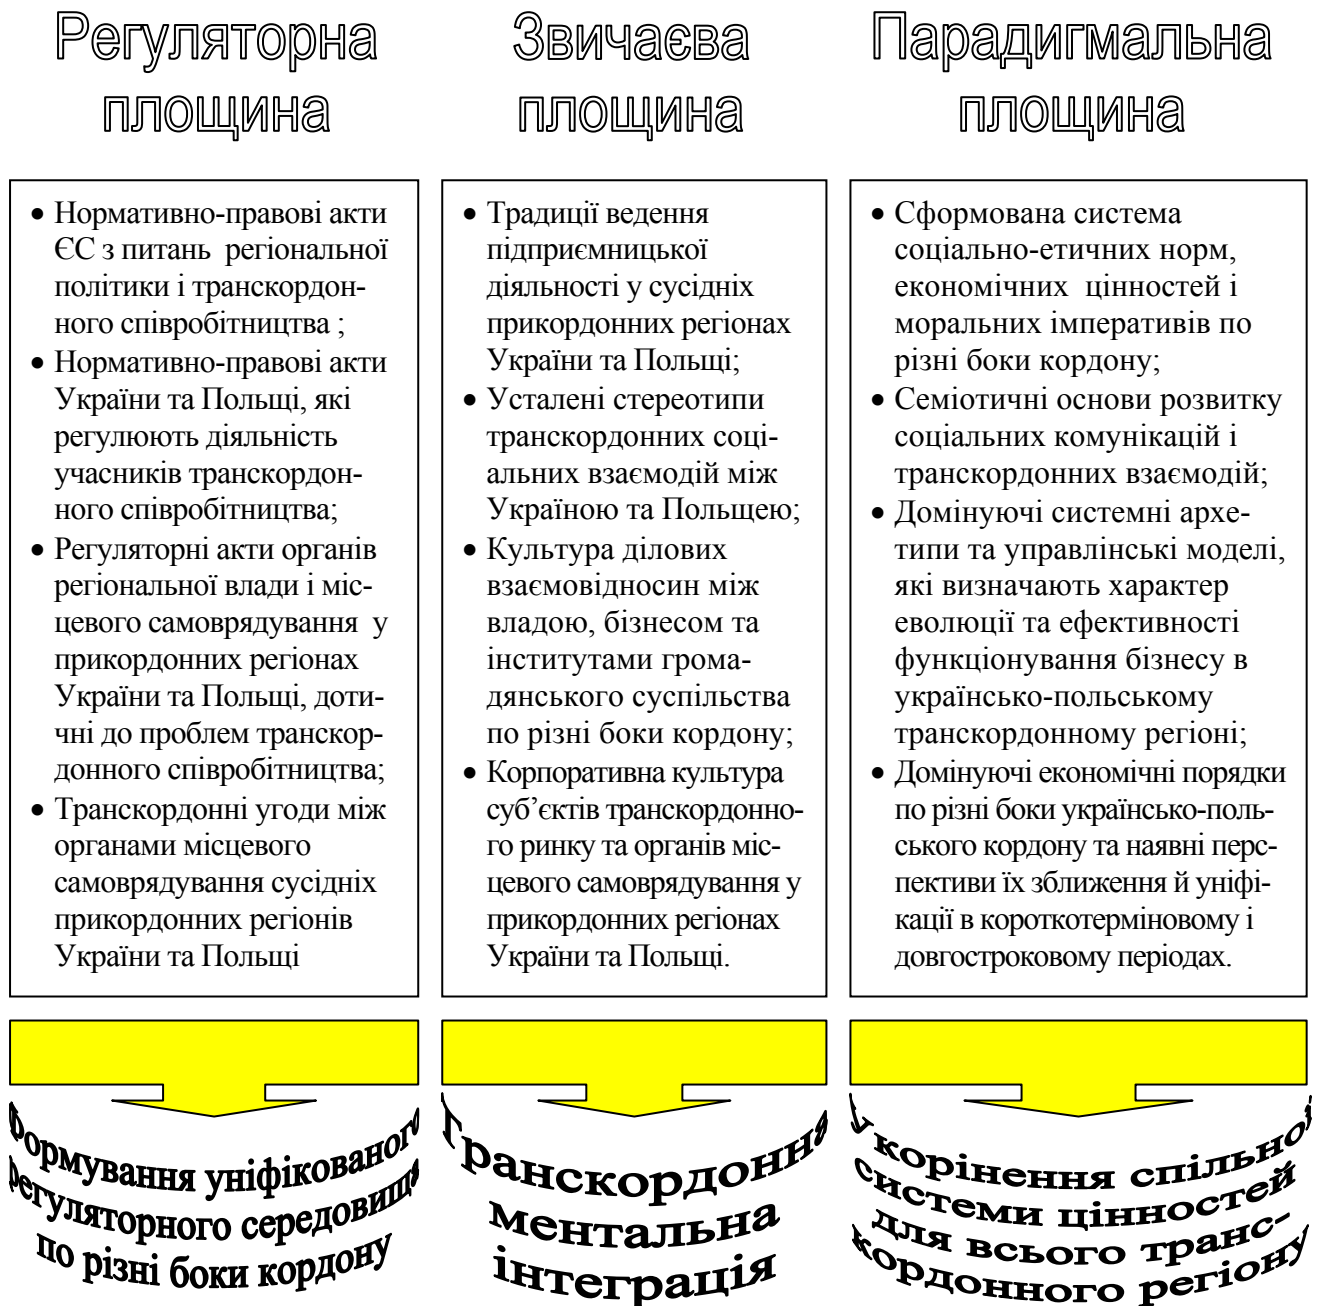 Регуляторна
площина
Нормативно-правові акти
ЄС з питань регіональної
політики і транскордон-
ного співробітництва ;
Нормативно-правові акти
України та Польщі, які
регулюють діяльність
учасників транскордон-
ного співробітництва;
Регуляторні акти органів
регіональної влади і міс-
цевого самоврядування у
прикордонних регіонах
України та Польщі, доти-
чні до проблем транскор-
донного співробітництва;
Транскордонні угоди між
органами місцевого
самоврядування сусідніх
прикордонних регіонів
України та Польщі
Формування уніфікованого
регуляторного середовища
по різні боки кордону
Звичаєва
площина
Традиції ведення
підприємницької
діяльності у сусідніх
прикордонних регіонах
України та Польщі;
Усталені стереотипи
транскордонних соці-
альних взаємодій між
Україною та Польщею;
Культура ділових
взаємовідносин між
владою, бізнесом та
інститутами грома-
дянського суспільства
по різні боки кордону;
Корпоративна культура
суб’єктів транскордонно-
го ринку та органів міс-
цевого самоврядування у
прикордонних регіонах
України та Польщі.
Транскордонна
ментальна
інтеграція
Парадигмальна
площина
Сформована система
соціально-етичних норм,
економічних цінностей і
моральних імперативів по
різні боки кордону;
Семіотичні основи розвитку
соціальних комунікацій і
транскордонних взаємодій;
Домінуючі системні архе-
типи та управлінські моделі,
які визначають характер
еволюції та ефективності
функціонування бізнесу в
українсько-польському
транскордонному регіоні;
Домінуючі економічні порядки
по різні боки українсько-поль-
ського кордону та наявні перс-
пективи їх зближення й уніфі-
кації в короткотерміновому і
довгостроковому періодах.
Укорінення спільної
системи цінностей
для всього транс-
кордонного регіону